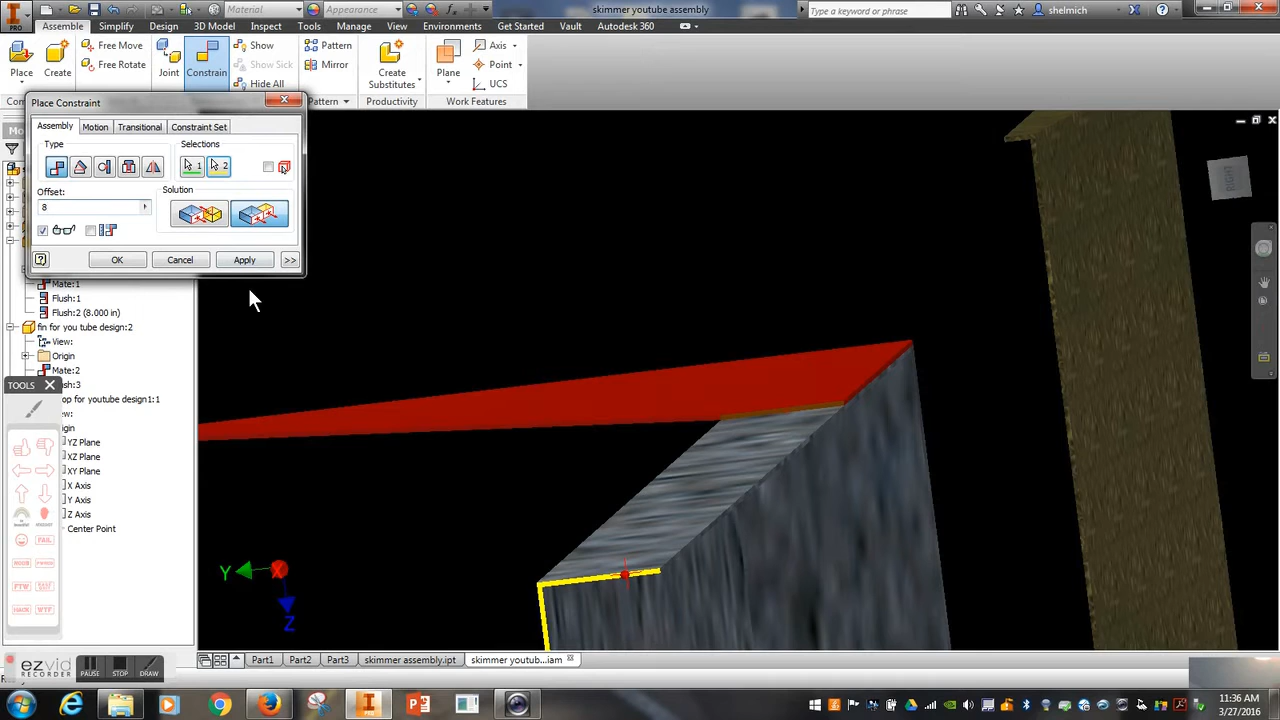 PRO
Material
Appearance
skimmer youtube assembly
Type a keyword or phrase
shelmich
Assemble Simplify Design 3D Model Inspect Tools Manage View Environments Get Started Vault Autodesk 360
Place
Create
Free Move
Free Rotate
Joint
Constrain
Show
Show Sick
Hide All
Pattern
Mirror
Create
Substitutes
Plane
Axis
Point
UCS
Pattern
Productivity
Work Features
Place Constraint
Assembly Motion Transitional Constraint Set
Type
Selections
1 2
Offset:
8
Solution
OK Cancel Apply >>
RIGHT
Mate:1
Flush:1
Flush:2 (8.000 in)
fin for you tube design:2
View:
Origin
Mate:2
TOOLS
YZ Plane
XZ Plane
XY Plane
X Axis
Y Axis
Z Axis
Center Point
FAIL
FTW
WTF
Y X
Z
Part1 Part2 Part3 skimmer assembly.ipt skimmer youtub...iam
ezvid
RECORDER
PAUSE STOP DRAW
11:36 AM
3/27/2016